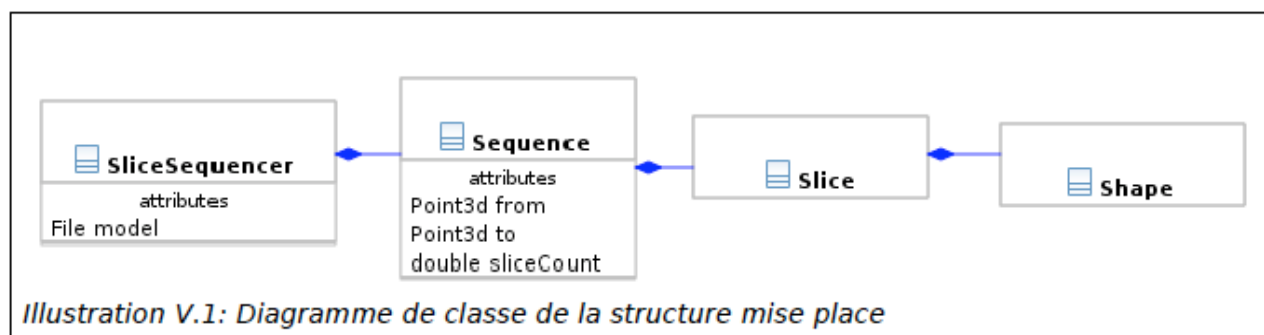 SliceSequencer
attributes
File model
Sequence
attributes
Point3d from
Point3d to
double sliceCount
Slice
Shape
Illustration V.1: Diagramme de classe de la structure mise place